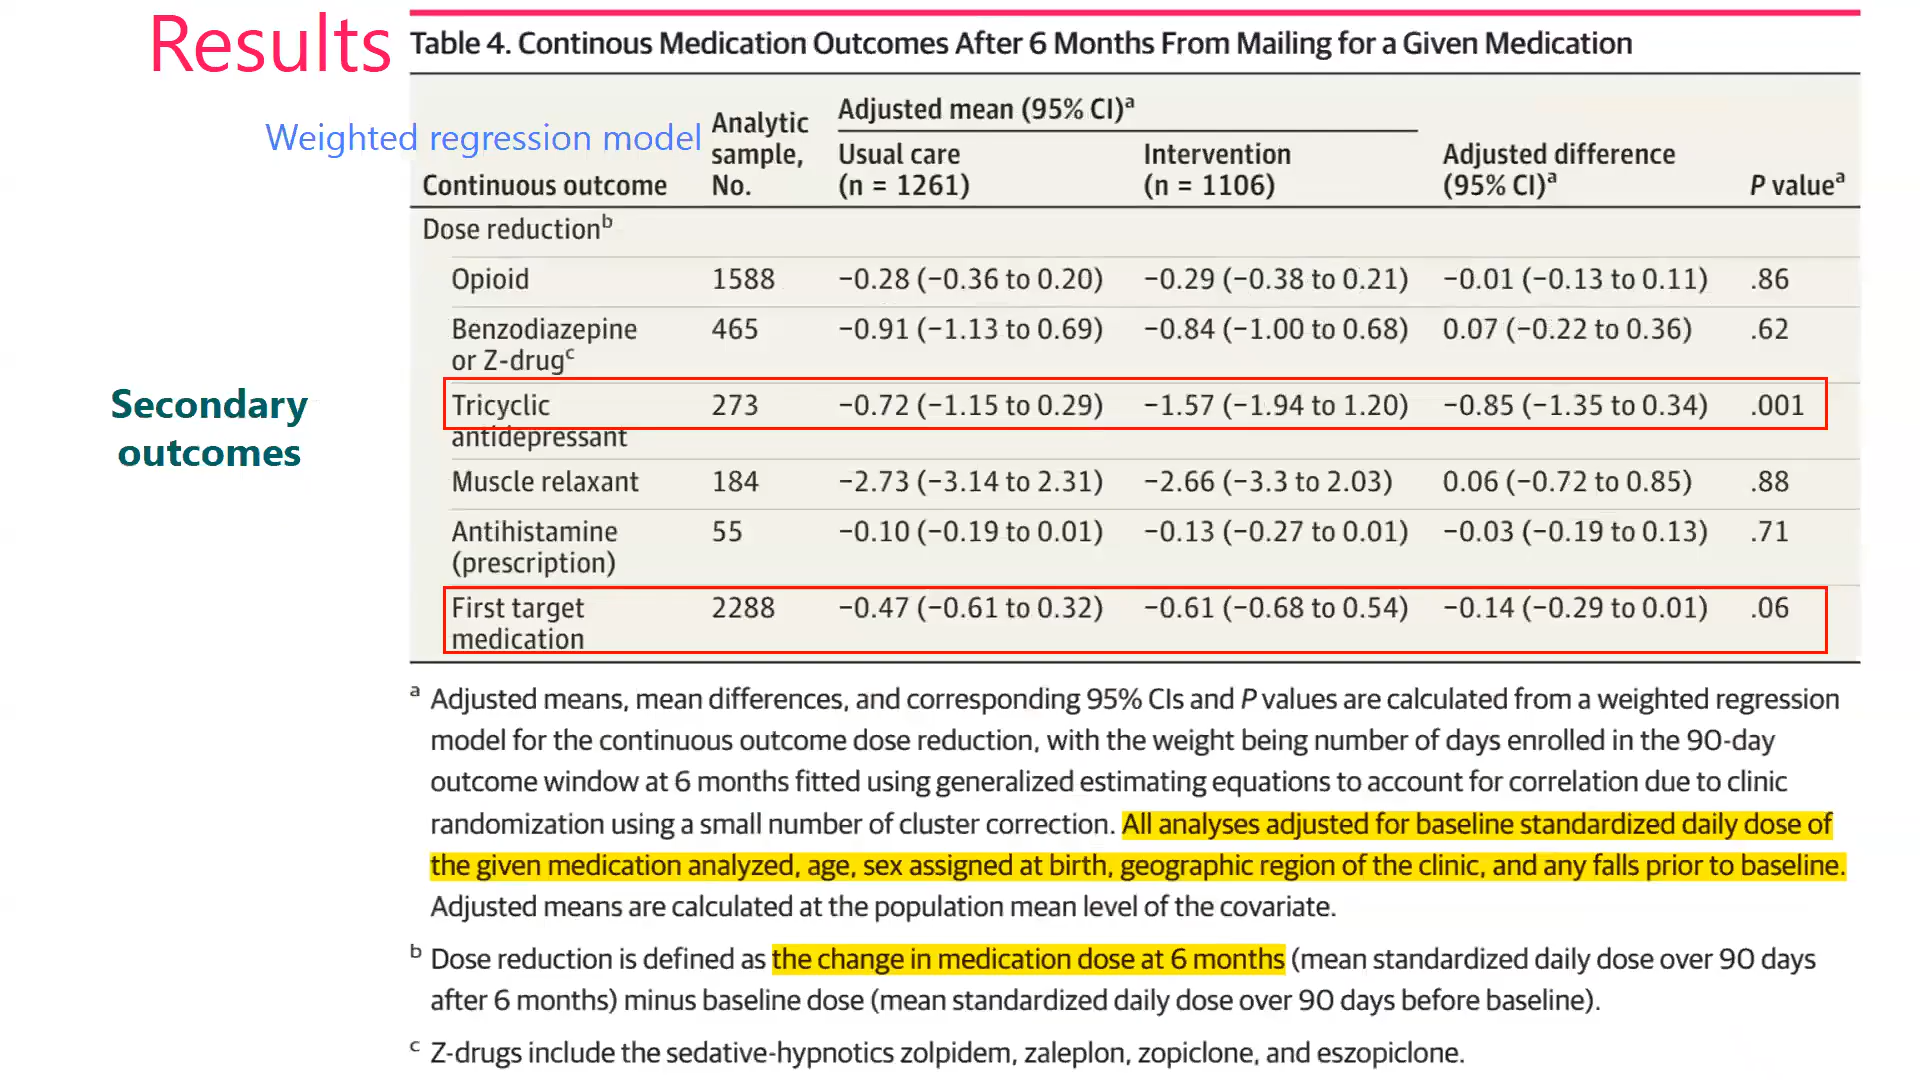 Results
Table 4. Continous Medication Outcomes After 6 Months From Mailing for a Given Medication
Weighted regression model
Continuous outcome
Analytic
sample,
No.
Adjusted mean (95% CI)a
Usual care
(n = 1261)
Intervention
(n = 1106)
Adjusted difference
(95% CI)a
P valuea
Dose reductionb
Opioid 1588 −0.28 (−0.36 to 0.20) −0.29 (−0.38 to 0.21) −0.01 (−0.13 to 0.11) .86
Benzodiazepine 465 −0.91 (−1.13 to 0.69) −0.84 (−1.00 to 0.68) 0.07 (−0.22 to 0.36) .62
or Z-drugc
Secondary
outcomes
Tricyclic 273 −0.72 (−1.15 to 0.29) −1.57 (−1.94 to 1.20) −0.85 (−1.35 to 0.34) .001
antidepressant
Muscle relaxant 184 −2.73 (−3.14 to 2.31) −2.66 (−3.3 to 2.03) 0.06 (−0.72 to 0.85) .88
Antihistamine 55 −0.10 (−0.19 to 0.01) −0.13 (−0.27 to 0.01) −0.03 (−0.19 to 0.13) .71
(prescription)
First target 2288 −0.47 (−0.61 to 0.32) −0.61 (−0.68 to 0.54) −0.14 (−0.29 to 0.01) .06
medication
a Adjusted means, mean differences, and corresponding 95% CIs and P values are calculated from a weighted regression
model for the continuous outcome dose reduction, with the weight being number of days enrolled in the 90-day
outcome window at 6 months fitted using generalized estimating equations to account for correlation due to clinic
randomization using a small number of cluster correction. All analyses adjusted for baseline standardized daily dose of
the given medication analyzed, age, sex assigned at birth, geographic region of the clinic, and any falls prior to baseline.
Adjusted means are calculated at the population mean level of the covariate.
b Dose reduction is defined as the change in medication dose at 6 months (mean standardized daily dose over 90 days
after 6 months) minus baseline dose (mean standardized daily dose over 90 days before baseline).
c Z-drugs include the sedative-hypnotics zolpidem, zaleplon, zopiclone, and eszopiclone.